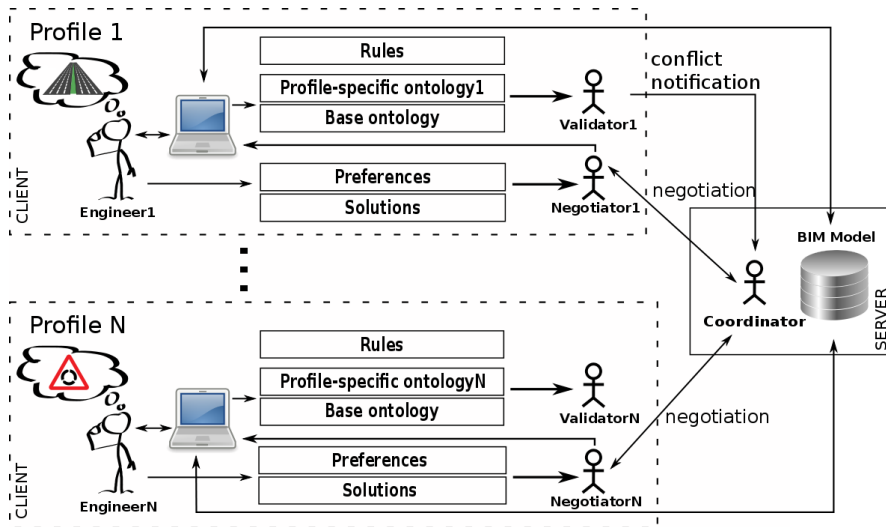 Profile 1
Rules
Profile-specific ontology1
Base ontology
Validator1
conflict
notification
CLIENT
Engineer1
Preferences
Solutions
Negotiator1
negotiation
BIM Model
Coordinator
SERVER
Profile N
Rules
Profile-specific ontologyN
Base ontology
ValidatorN
negotiation
CLIENT
EngineerN
Preferences
Solutions
NegotiatorN